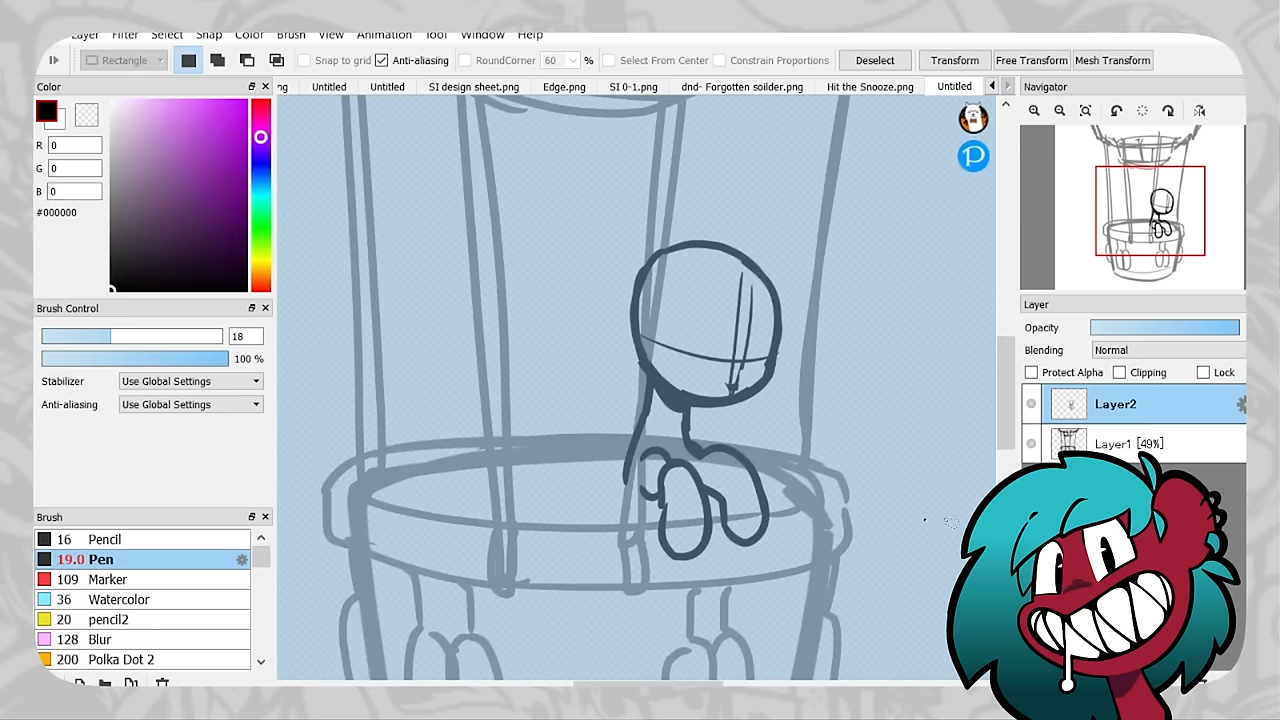 Layer Filter Select Snap Color Brush View Animation Tool Window Help
Rectangle Snap to grid Anti-aliasing RoundCorner 60 % Select From Center Constrain Proportions Deselect Transform Free Transform Mesh Transform
Color
ng Untitled Untitled SI design sheet.png Edge.png SI 0-1.png dnd- Forgotten soilder.png Hit the Snooze.png Untitled
Navigator
R 0
G 0
B 0
#000000
Brush Control
18
100 %
Stabilizer Use Global Settings
Anti-aliasing Use Global Settings
Layer
Opacity
Blending Normal
Protect Alpha Clipping Lock
Layer2
Layer1 [49%]
Brush
16 Pencil
19.0 Pen
109 Marker
36 Watercolor
20 pencil2
128 Blur
200 Polka Dot 2